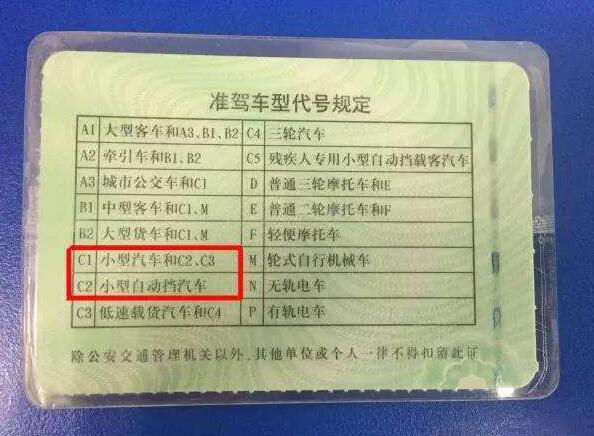 准驾车型代号规定
A1 大型客车和A3、B1、B2 C4 三轮汽车
A2 牵引车和B1、B2 C5 残疾人专用小型自动挡载客汽车
A3 城市公交车和C1 D 普通三轮摩托车和E
B1 中型客车和C1、M E 普通二轮摩托车和F
B2 大型货车和C1、M F 轻便摩托车
C1 小型汽车和C2、C3 M 轮式自行机械车
C2 小型自动挡汽车 N 无轨电车
C3 低速载货汽车和C4 P 有轨电车
除公安交通管理机关以外，其他单位或个人一律不得扣留此证